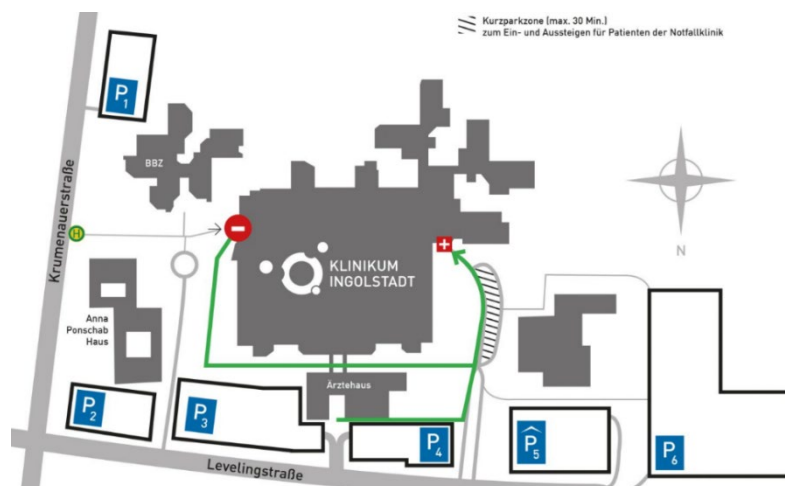 Kurzparkzone (max. 30 Min.)
zum Ein- und Aussteigen für Patienten der Notfallklinik
P1
BBZ
Krumenauerstraße
H
KLINIKUM
INGOLSTADT
N
Anna
Ponschab
Haus
Ärztehaus
P2
P3
P4
P5
P6
Levelingstraße